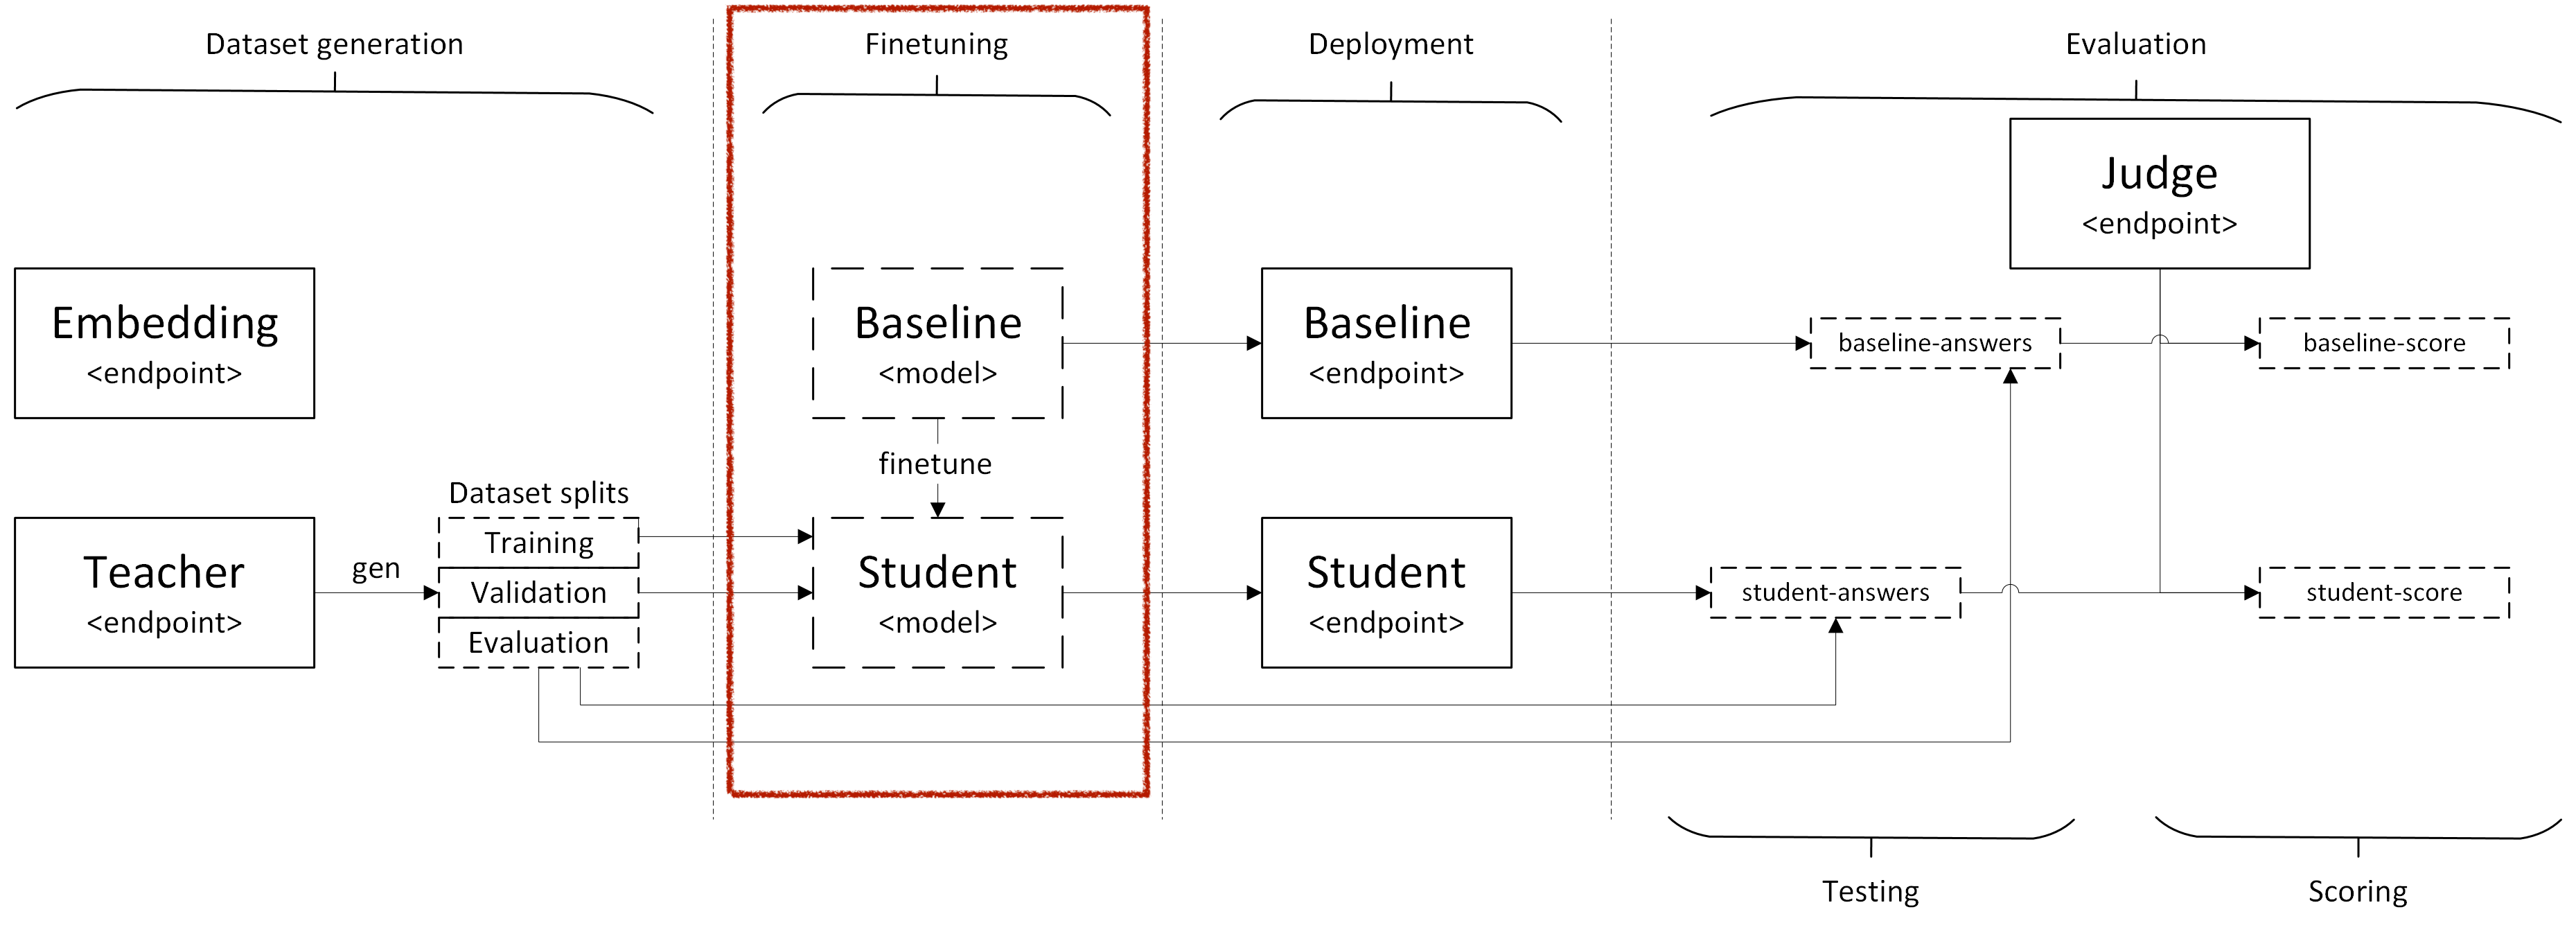 Dataset generation
Finetuning
Deployment
Evaluation
Judge
<endpoint>
Embedding
<endpoint>
Baseline
<model>
Baseline
<endpoint>
baseline-answers
baseline-score
finetune
Dataset splits
Teacher
<endpoint>
gen
Training
Validation
Evaluation
Student
<model>
Student
<endpoint>
student-answers
student-score
Testing
Scoring